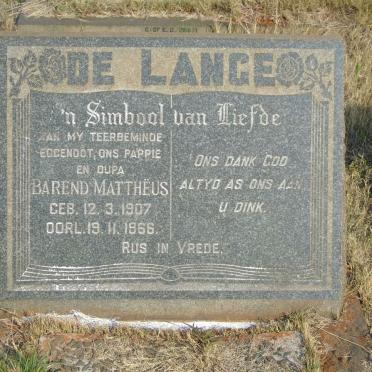 DE LANGE
'n Simbool van Liefde
AAN MY TEERBEMINDE
EGGENOOT, ONS PAPPIE
EN OUPA
BAREND MATTHËUS
GEB. 12.3.1907
OORL. 19.11.1966.
ONS DANK GOD
ALTYD AS ONS AAN
U DINK.
RUS IN VREDE.